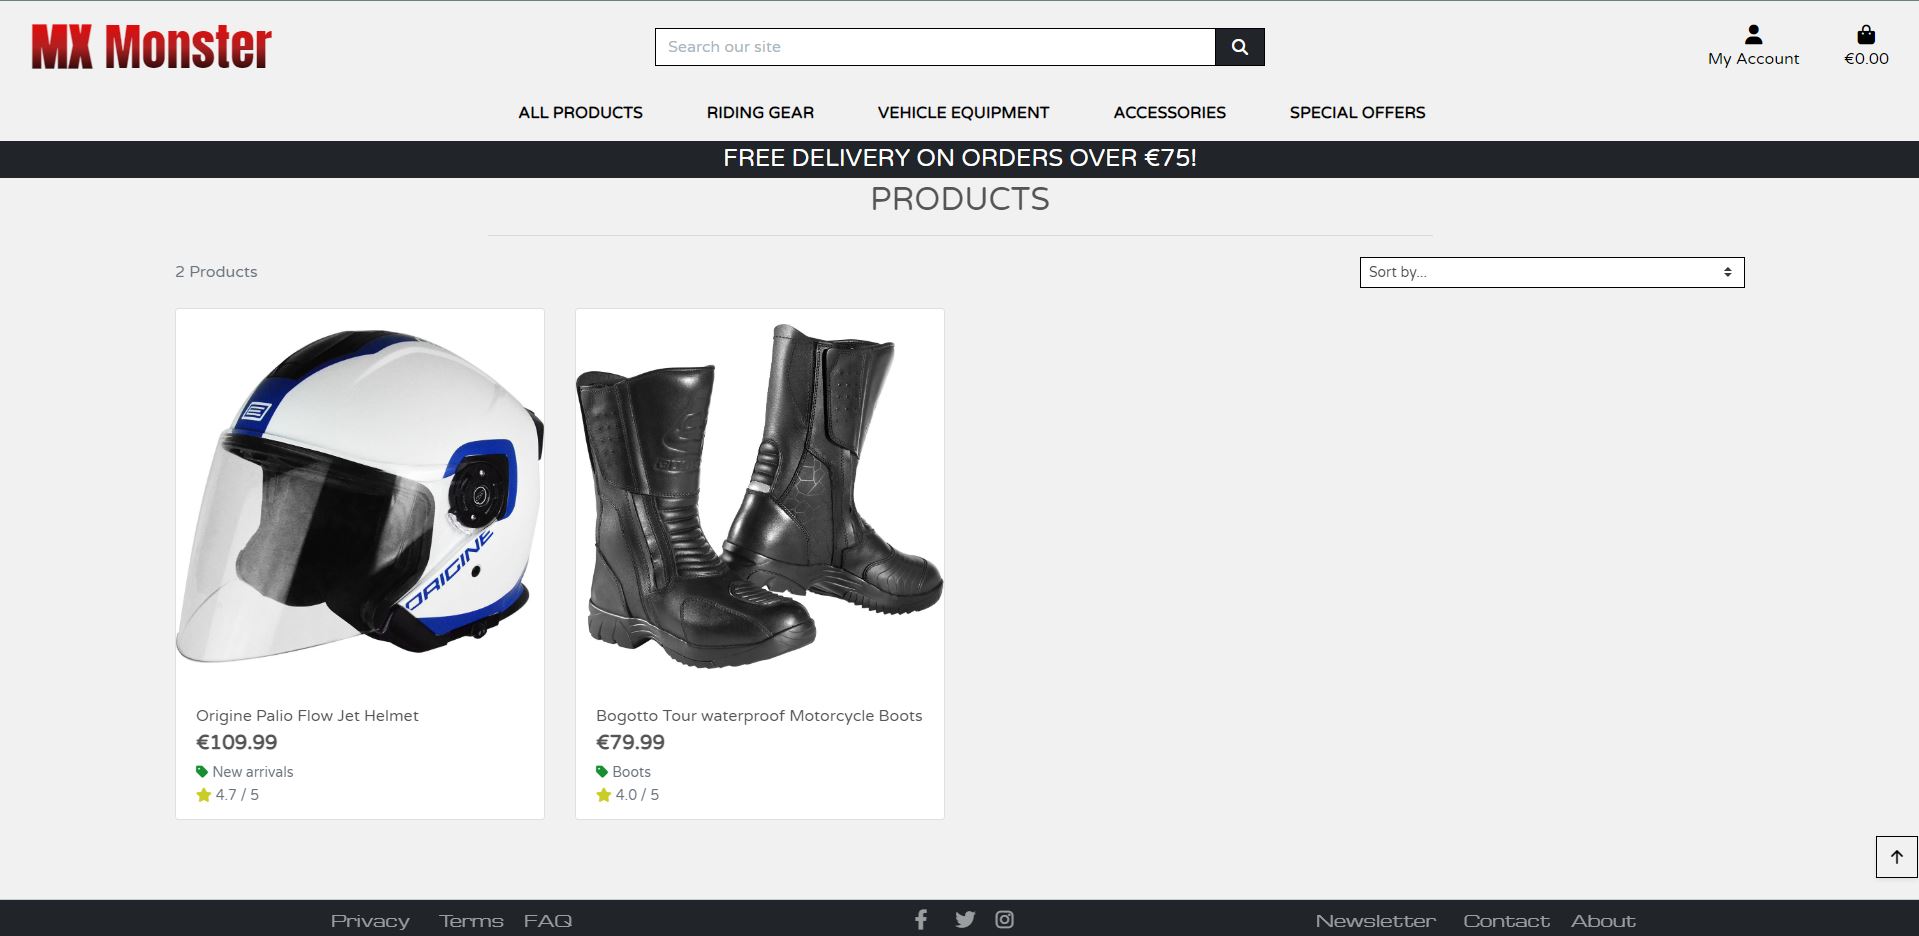 MX Monster
Search our site
My Account
€0.00
ALL PRODUCTS
RIDING GEAR
VEHICLE EQUIPMENT
ACCESSORIES
SPECIAL OFFERS
FREE DELIVERY ON ORDERS OVER €75!
PRODUCTS
2 Products
Sort by...
ORIGINE
Origine Palio Flow Jet Helmet
€109.99
New arrivals
4.7 / 5
Bogotto Tour waterproof Motorcycle Boots
€79.99
Boots
4.0 / 5
Privacy
Terms
FAQ
Newsletter
Contact
About